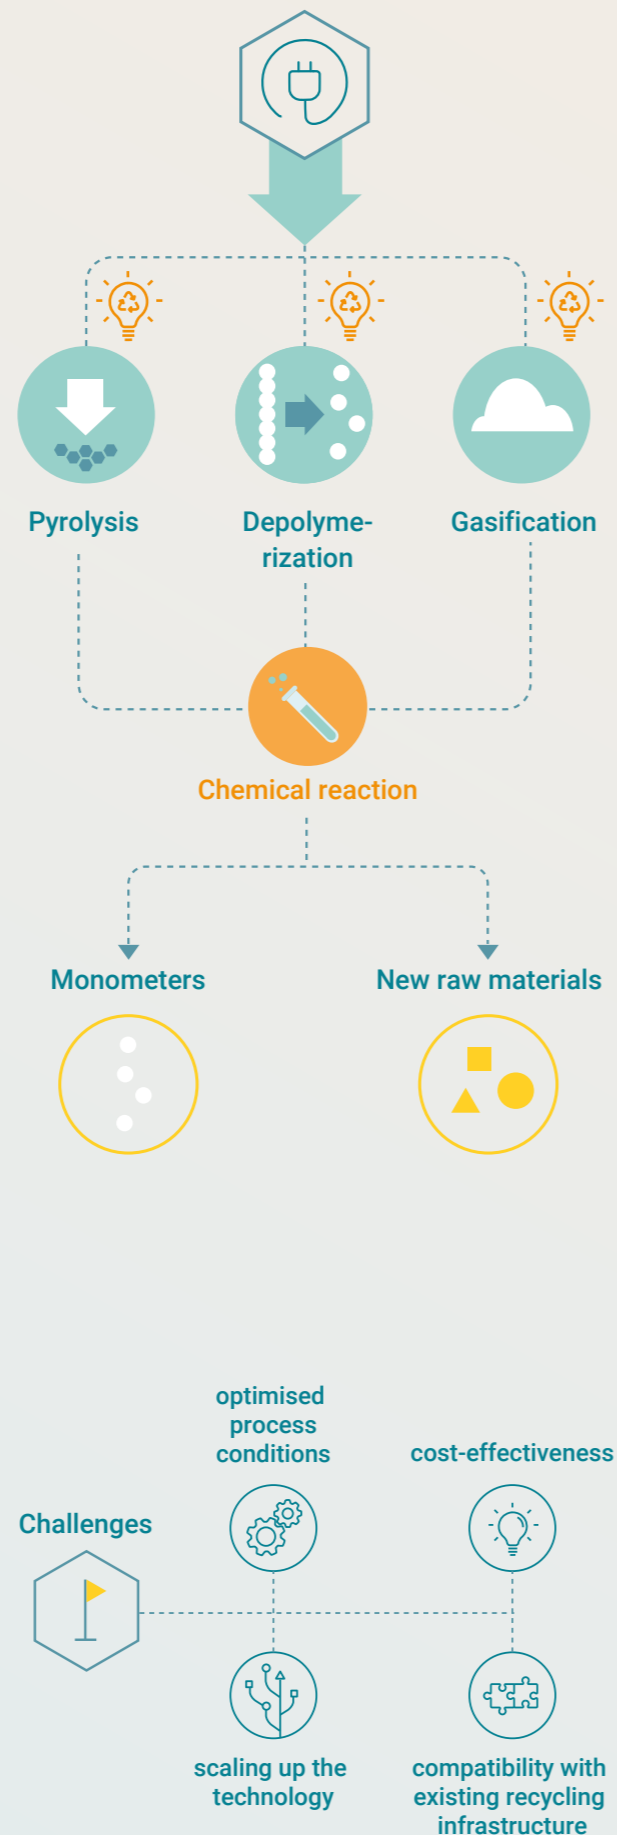 Pyrolysis
Depolyme-
rization
Gasification
Chemical reaction
Monometers
New raw materials
optimised
process
conditions
cost-effectiveness
Challenges
scaling up the
technology
compatibility with
existing recycling
infrastructure